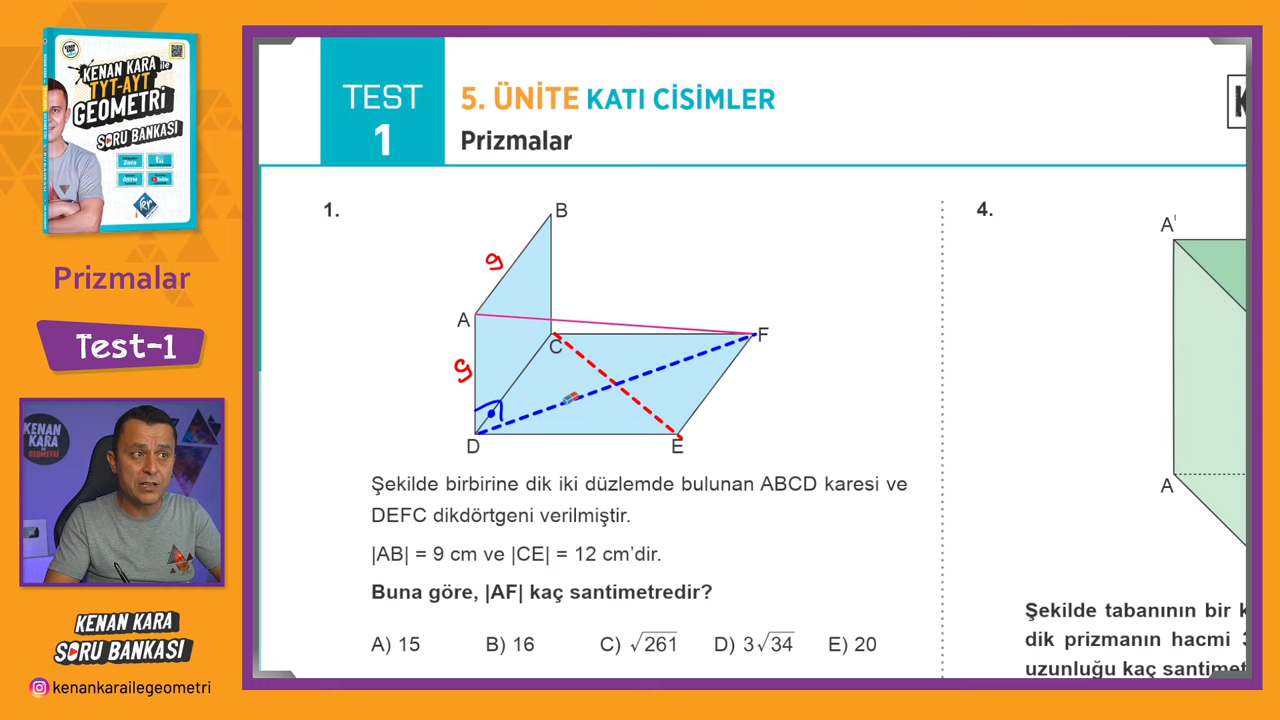 KENAN KARA ile
TYT-AYT
GEOMETRİ
SORU BANKASI
Prizmalar
Test-1
KENAN
KARA
GEOMETRİ
KENAN KARA
SORU BANKASI
kenankarailegeometri
TEST
1
5. ÜNİTE KATI CİSİMLER
Prizmalar
1.
B
9
A
C
F
9
D
E
Şekilde birbirine dik iki düzlemde bulunan ABCD karesi ve
DEFC dikdörtgeni verilmiştir.
|AB| = 9 cm ve |CE| = 12 cm'dir.
Buna göre, |AF| kaç santimetredir?
A) 15 B) 16 C) √261 D) 3√34 E) 20
4.
A'
A
Şekilde tabanının bir
dik prizmanın hacmi
uzunluğu kaç